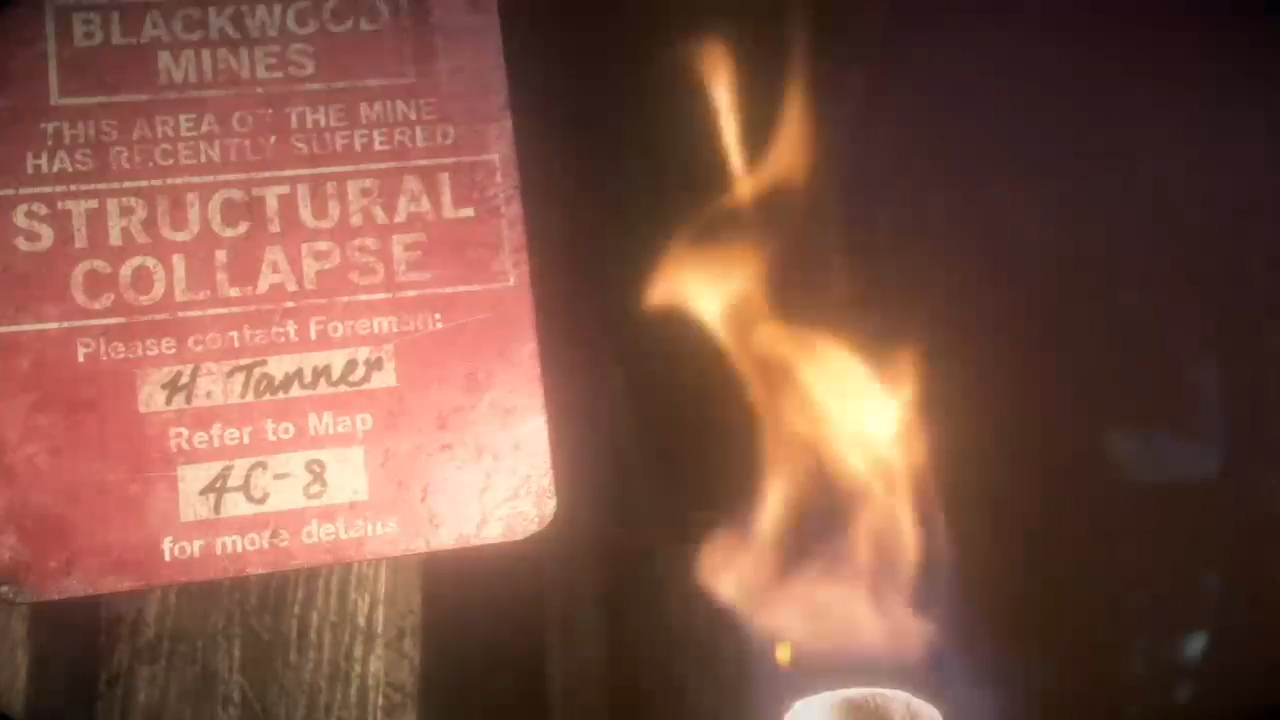 BLACKWOOD
MINES
THIS AREA OF THE MINE
HAS RECENTLY SUFFERED
STRUCTURAL
COLLAPSE
Please contact Foreman:
H. Tanner
Refer to Map
4C-8
for more details